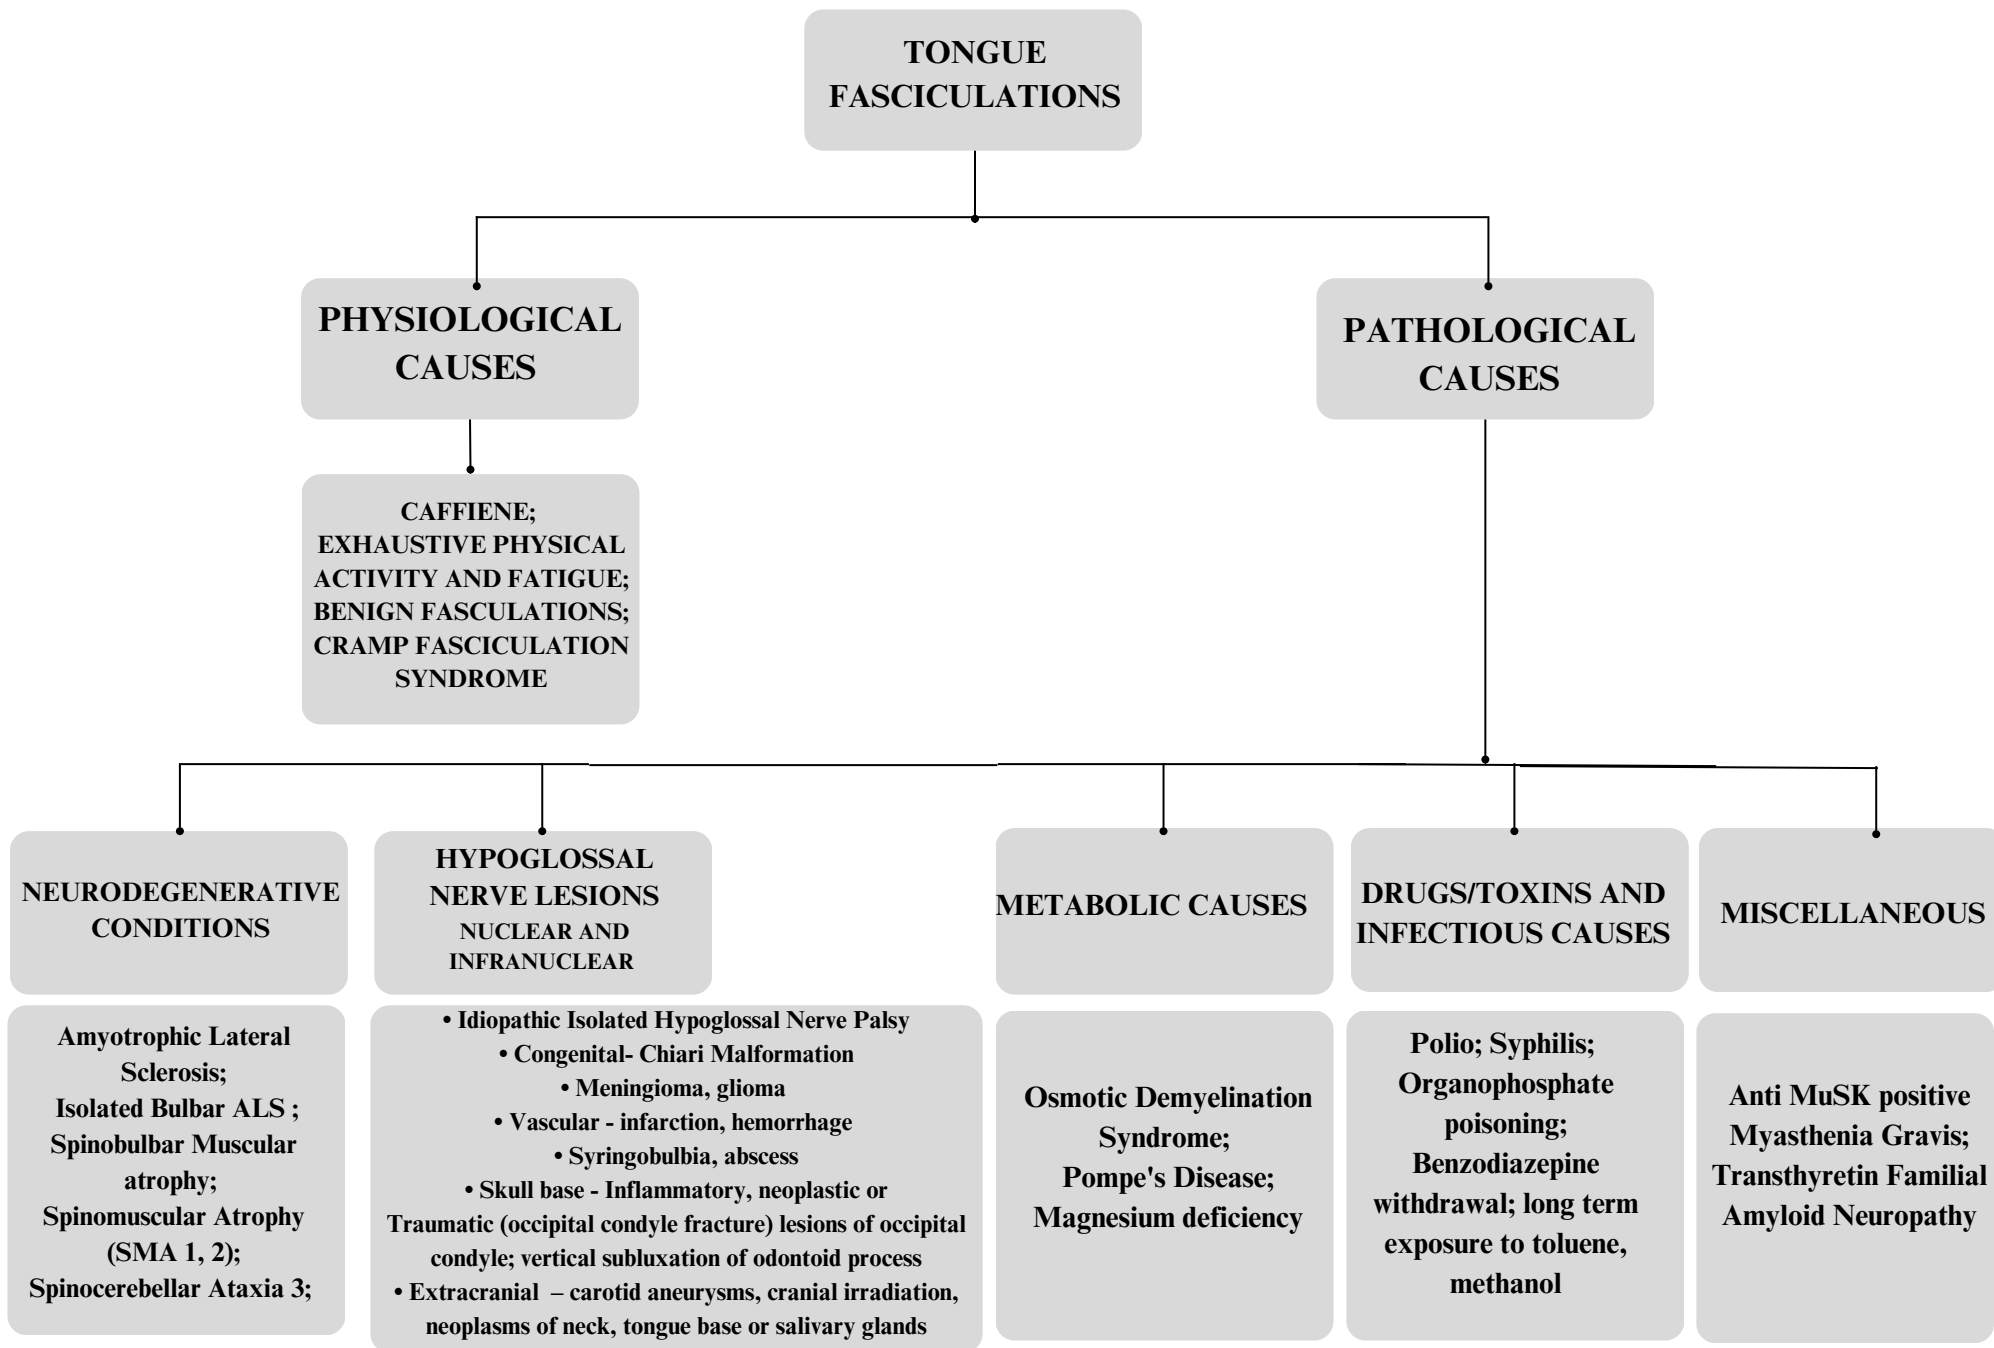 TONGUE
FASCICULATIONS
PHYSIOLOGICAL
CAUSES
PATHOLOGICAL
CAUSES
CAFFIENE;
EXHAUSTIVE PHYSICAL
ACTIVITY AND FATIGUE;
BENIGN FASCULATIONS;
CRAMP FASCICULATION
SYNDROME
NEURODEGENERATIVE
CONDITIONS
HYPOGLOSSAL
NERVE LESIONS
NUCLEAR AND
INFRANUCLEAR
METABOLIC CAUSES
DRUGS/TOXINS AND
INFECTIOUS CAUSES
MISCELLANEOUS
Amyotrophic Lateral
Sclerosis;
Isolated Bulbar ALS ;
Spinobulbar Muscular
atrophy;
Spinomuscular Atrophy
(SMA 1, 2);
Spinocerebellar Ataxia 3;
• Idiopathic Isolated Hypoglossal Nerve Palsy
• Congenital- Chiari Malformation
• Meningioma, glioma
• Vascular - infarction, hemorrhage
• Syringobulbia, abscess
• Skull base - Inflammatory, neoplastic or
Traumatic (occipital condyle fracture) lesions of occipital
condyle; vertical subluxation of odontoid process
• Extracranial – carotid aneurysms, cranial irradiation,
neoplasms of neck, tongue base or salivary glands
Osmotic Demyelination
Syndrome;
Pompe's Disease;
Magnesium deficiency
Polio; Syphilis;
Organophosphate
poisoning;
Benzodiazepine
withdrawal; long term
exposure to toluene,
methanol
Anti MuSK positive
Myasthenia Gravis;
Transthyretin Familial
Amyloid Neuropathy